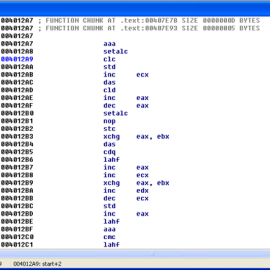 004012A7 ; FUNCTION CHUNK AT .text:00407E7B SIZE 0000000D BYTES
004012A7 ; FUNCTION CHUNK AT .text:00407E93 SIZE 00000005 BYTES
004012A7
004012A7 aaa
004012A8 setalc
004012A9 clc
004012AA std
004012AB inc ecx
004012AC das
004012AD cld
004012AE inc eax
004012AF dec eax
004012B0 setalc
004012B1 nop
004012B2 stc
004012B3 xchg eax, ebx
004012B4 das
004012B5 cdq
004012B6 lahf
004012B7 inc eax
004012B8 inc ecx
004012B9 xchg eax, ebx
004012BA inc edx
004012BB dec ecx
004012BC std
004012BD inc eax
004012BE lahf
004012BF aaa
004012C0 cmc
004012C1 lahf
004012A9: start+2